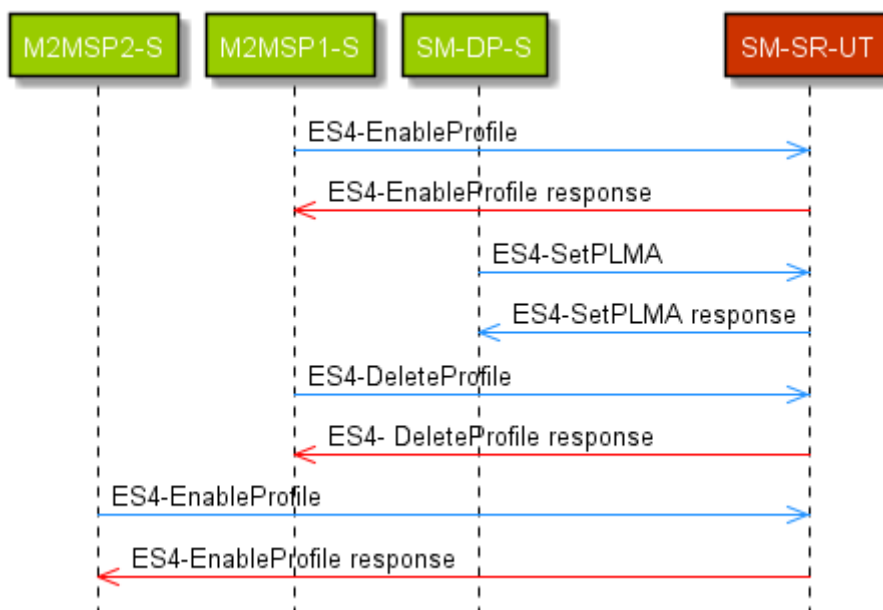 M2MSP2-S
M2MSP1-S
SM-DP-S
SM-SR-UT
ES4-EnableProfile
ES4-EnableProfile response
ES4-SetPLMA
ES4-SetPLMA response
ES4-DeleteProfile
ES4- DeleteProfile response
ES4-EnableProfile
ES4-EnableProfile response